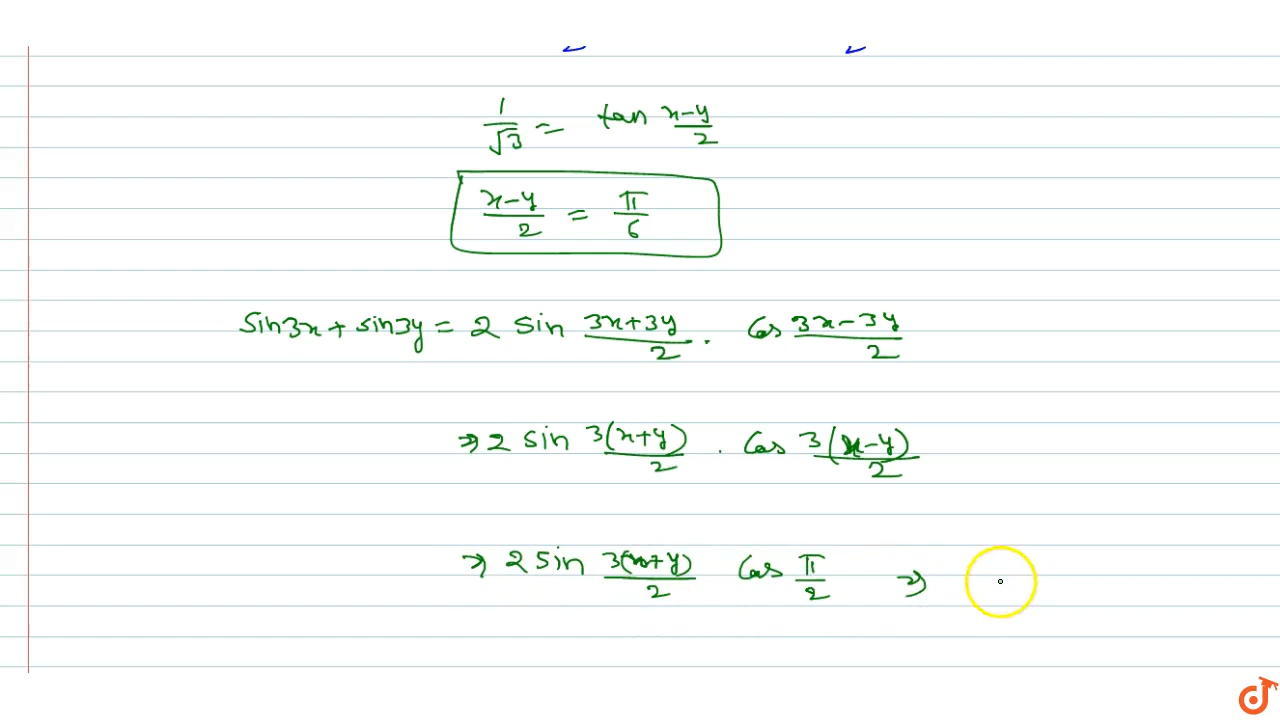 1/√3 = tan (x-y)/2
(x-y)/2 = π/6
Sin3x + sin3y = 2 sin (3x+3y)/2 . Cos (3x-3y)/2
⇒ 2 sin 3(x+y)/2 . Cos 3(x-y)/2
⇒ 2 Sin 3(x+y)/2 Cos π/2 ⇒